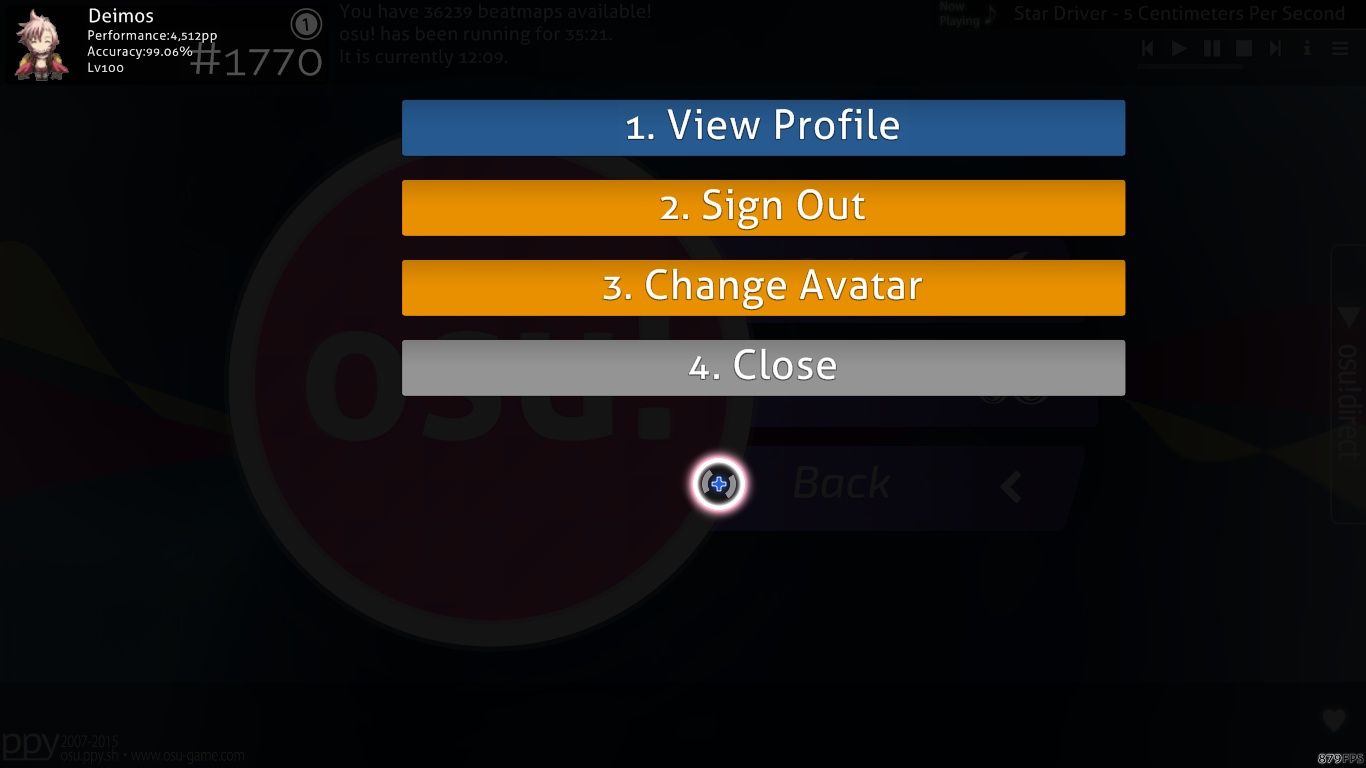 Deimos
Performance:4,512pp
Accuracy:99.06%
Lv100
1
#1770
You have 36239 beatmaps available!
osu! has been running for 35:21.
It is currently 12:09.
Now Playing
Star Driver - 5 Centimeters Per Second
1. View Profile
2. Sign Out
3. Change Avatar
4. Close
osu!
Back
osu!direct
ppy 2007-2015
osu.ppy.sh • www.osu-game.com
879FPS